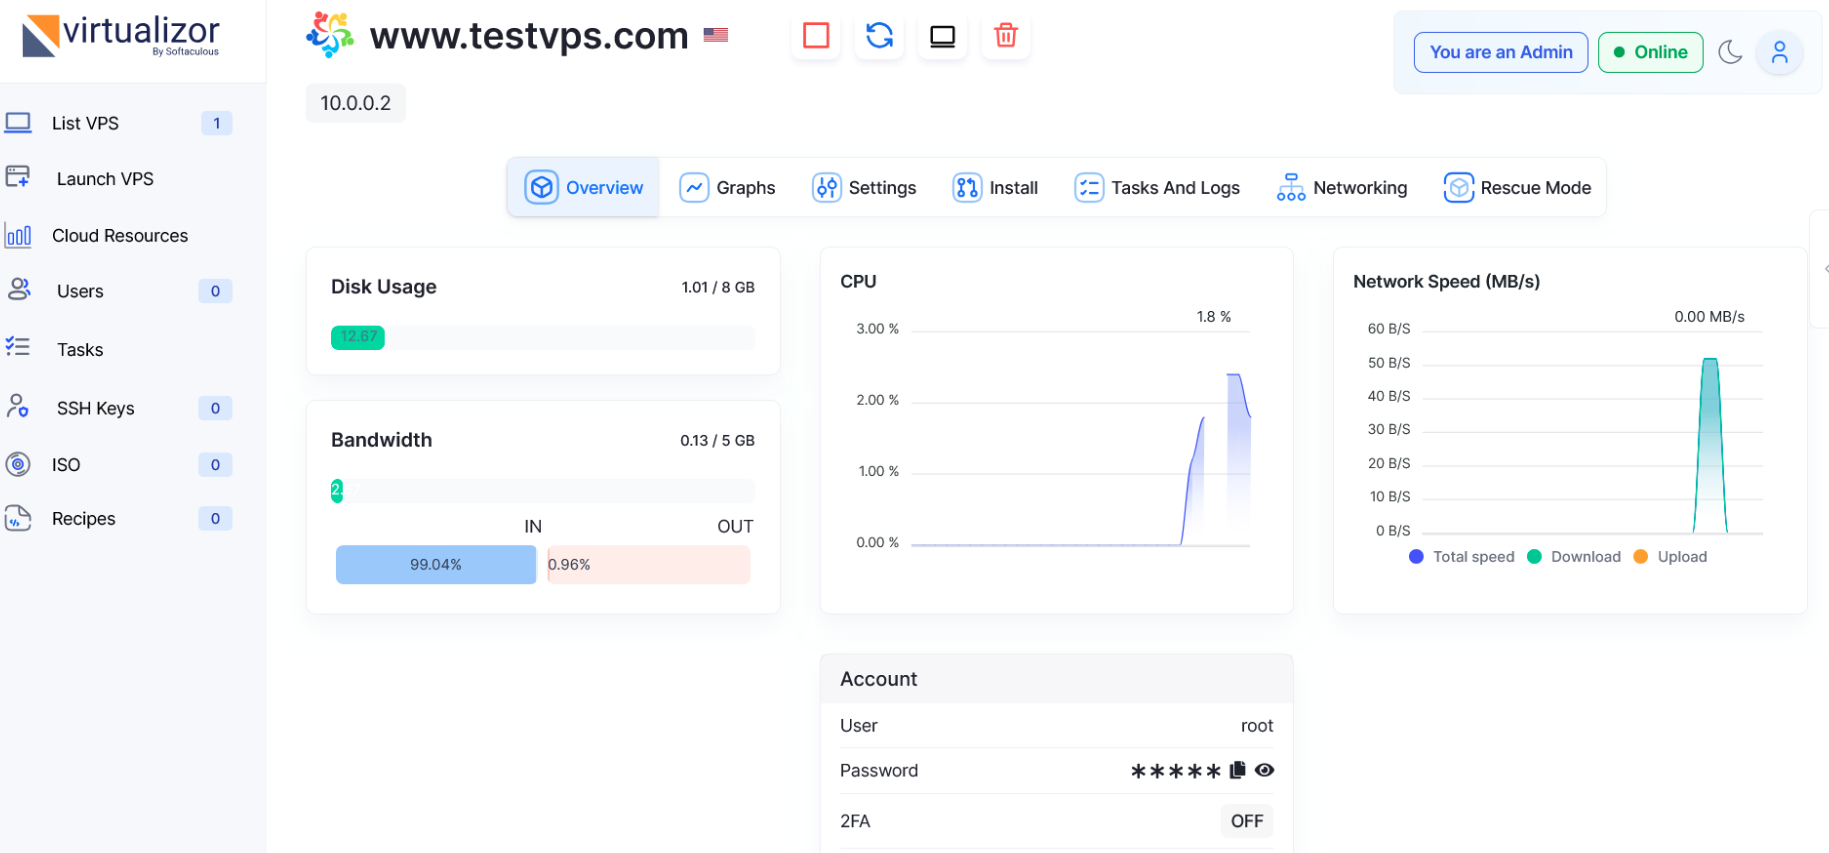 virtualizor
By Softaculous
www.testvps.com
You are an Admin
Online
10.0.0.2
List VPS 1
Launch VPS
Cloud Resources
Users 0
Tasks
SSH Keys 0
ISO 0
Recipes 0
Overview Graphs Settings Install Tasks And Logs Networking Rescue Mode
Disk Usage 1.01 / 8 GB
12.67
Bandwidth 0.13 / 5 GB
IN OUT
99.04% 0.96%
CPU
1.8 %
3.00 %
2.00 %
1.00 %
0.00 %
Network Speed (MB/s)
0.00 MB/s
60 B/S
50 B/S
40 B/S
30 B/S
20 B/S
10 B/S
0 B/S
Total speed Download Upload
Account
User root
Password *****
2FA OFF